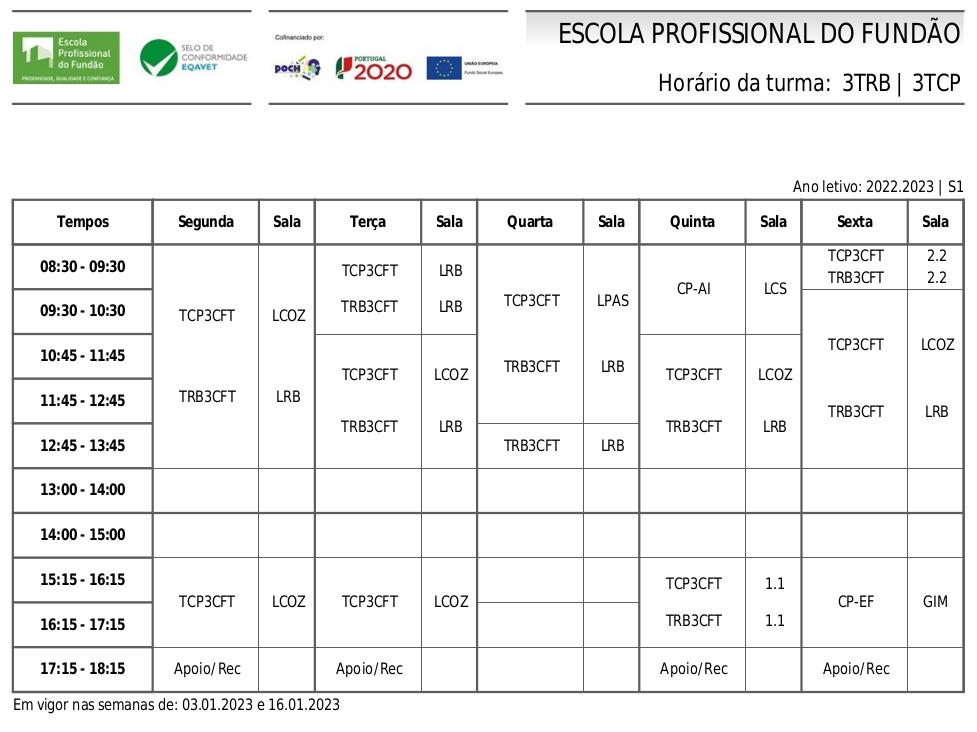 Escola
Profissional
do Fundão
PROXIMIDADE, QUALIDADE E CONFIANÇA
SELO DE
CONFORMIDADE
EQAVET
Cofinanciado por:
POCH
PORTUGAL
2020
UNIÃO EUROPEIA
Fundo Social Europeu
ESCOLA PROFISSIONAL DO FUNDÃO
Horário da turma: 3TRB | 3TCP
Ano letivo: 2022.2023 | S1
Tempos Segunda Sala Terça Sala Quarta Sala Quinta Sala Sexta Sala
08:30 - 09:30
09:30 - 10:30
10:45 - 11:45
11:45 - 12:45
12:45 - 13:45
13:00 - 14:00
14:00 - 15:00
15:15 - 16:15
16:15 - 17:15
17:15 - 18:15
TCP3CFT LCOZ
TRB3CFT LRB
TCP3CFT LCOZ
Apoio/Rec
TCP3CFT LRB
TRB3CFT LRB
TCP3CFT LCOZ
TRB3CFT LRB
TCP3CFT LCOZ
Apoio/Rec
TCP3CFT LPAS
TRB3CFT LRB
TRB3CFT LRB
CP-AI LCS
TCP3CFT LCOZ
TRB3CFT LRB
TCP3CFT 1.1
TRB3CFT 1.1
Apoio/Rec
TCP3CFT 2.2
TRB3CFT 2.2
TCP3CFT LCOZ
TRB3CFT LRB
CP-EF GIM
Apoio/Rec
Em vigor nas semanas de: 03.01.2023 e 16.01.2023